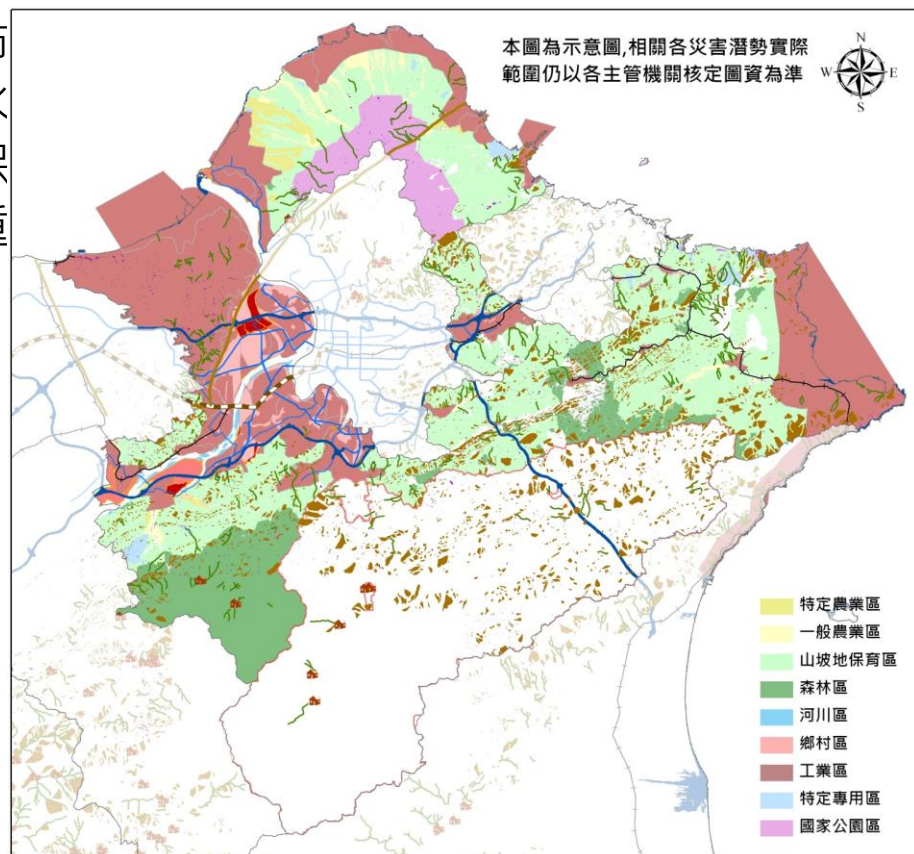 本圖為示意圖,相關各災害潛勢實際
範圍仍以各主管機關核定圖資為準
N
W
E
S
特定農業區
一般農業區
山坡地保育區
森林區
河川區
鄉村區
工業區
特定專用區
國家公園區